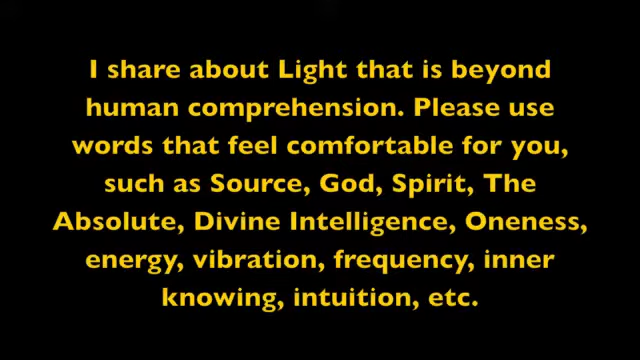 I share about Light that is beyond
human comprehension. Please use
words that feel comfortable for you,
such as Source, God, Spirit, The
Absolute, Divine Intelligence, Oneness,
energy, vibration, frequency, inner
knowing, intuition, etc.